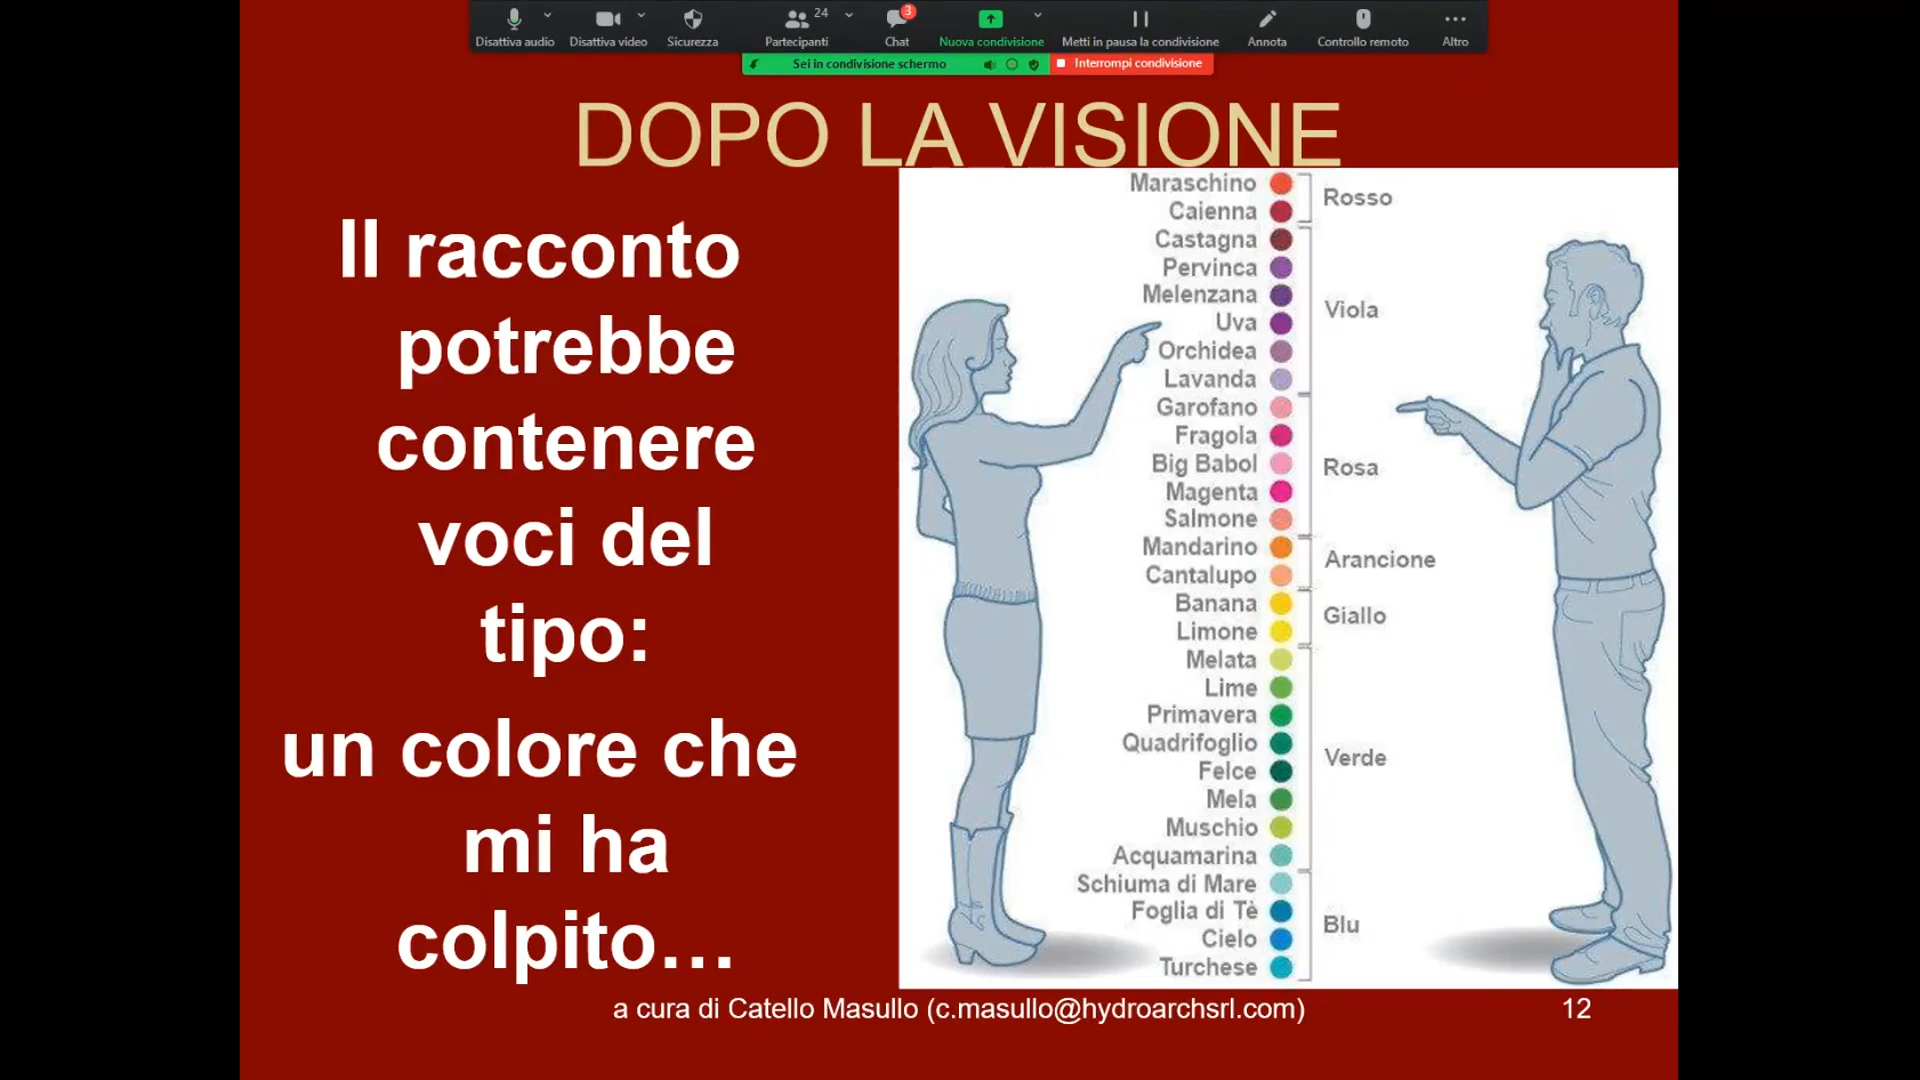 Disattiva audio
Disattiva video
Sicurezza
Partecipanti
24
Chat
3
Nuova condivisione
Metti in pausa la condivisione
Annota
Controllo remoto
Altro
Sei in condivisione schermo
Interrompi condivisione
DOPO LA VISIONE
Il racconto
potrebbe
contenere
voci del
tipo:
un colore che
mi ha
colpito…
Maraschino
Caienna
Castagna
Pervinca
Melenzana
Uva
Orchidea
Lavanda
Garofano
Fragola
Big Babol
Magenta
Salmone
Mandarino
Cantalupo
Banana
Limone
Melata
Lime
Primavera
Quadrifoglio
Felce
Mela
Muschio
Acquamarina
Schiuma di Mare
Foglia di Tè
Cielo
Turchese
Rosso
Viola
Rosa
Arancione
Giallo
Verde
Blu
a cura di Catello Masullo (c.masullo@hydroarchsrl.com)
12